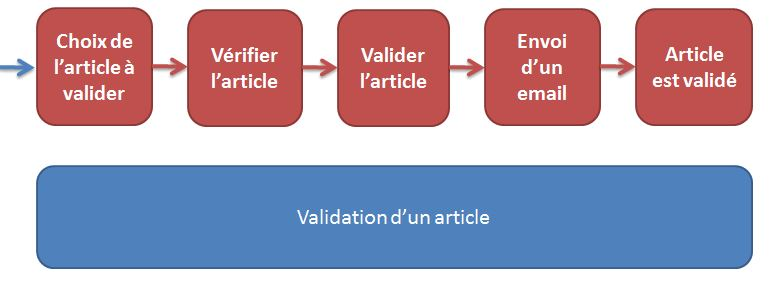 Choix de
l’article à
valider
Vérifier
l’article
Valider
l’article
Envoi
d’un
email
Article
est validé
Validation d’un article